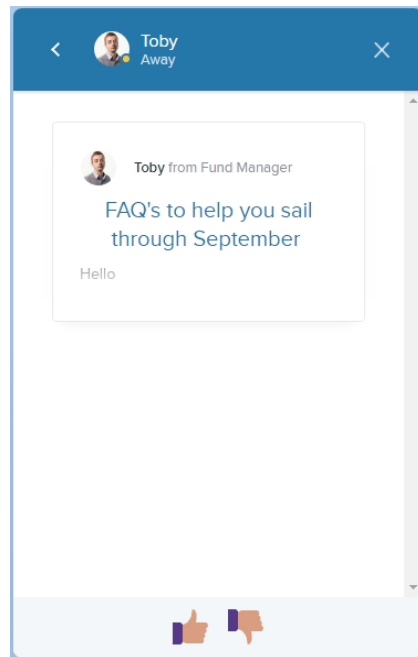 Toby
Away
Toby from Fund Manager
FAQ's to help you sail
through September
Hello